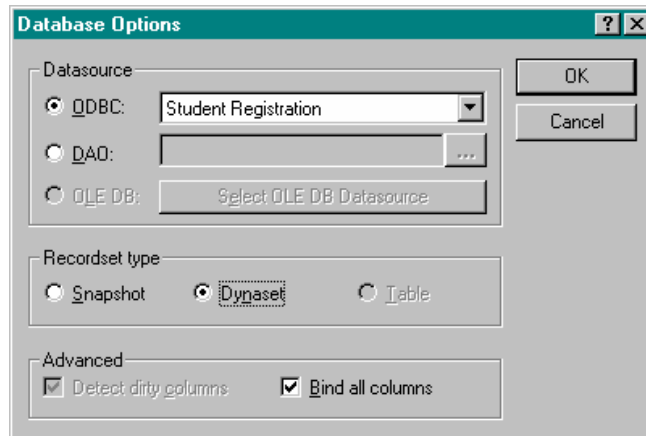 Database Options
Datasource
ODBC: Student Registration
DAO: ...
OLE DB: Select OLE DB Datasource
OK
Cancel
Recordset type
Snapshot Dynaset Table
Advanced
Detect dirty columns Bind all columns